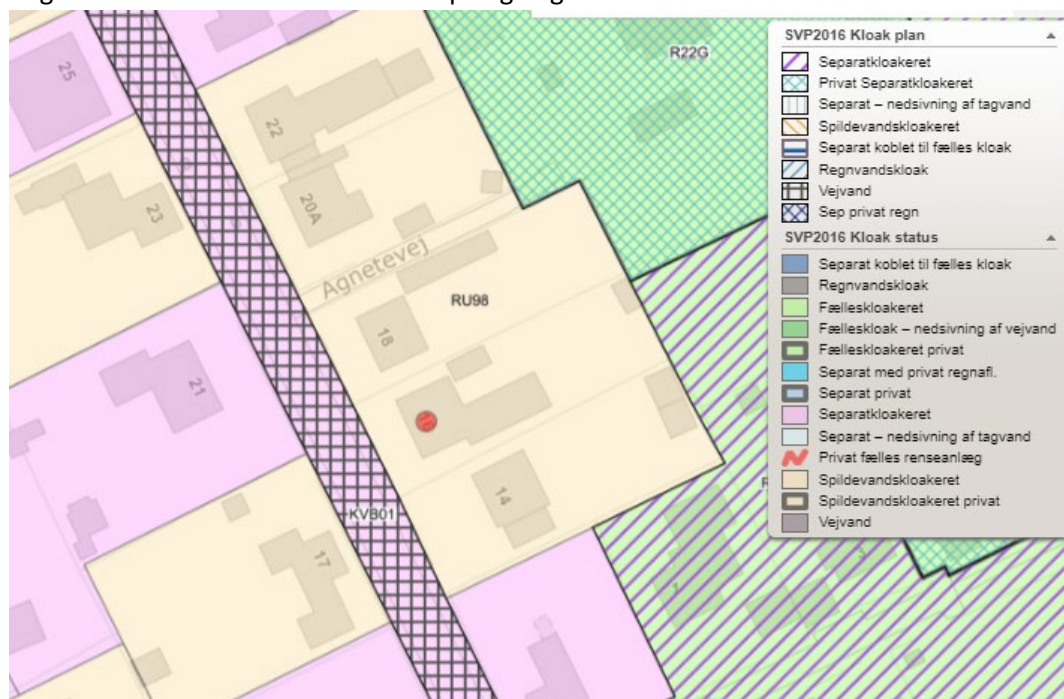 25
R22G
22
20A
23
Agnetevej
RU98
18
21
14
KVB01
17
1
SVP2016 Kloak plan
Separatkloakeret
Privat Separatkloakeret
Separat – nedsivning af tagvand
Spildevandskloakeret
Separat koblet til fælles kloak
Regnvandskloak
Vejvand
Sep privat regn
SVP2016 Kloak status
Separat koblet til fælles kloak
Regnvandskloak
Fælleskloakeret
Fælleskloak – nedsivning af vejvand
Fælleskloakeret privat
Separat med privat regnafl.
Separat privat
Separatkloakeret
Separat – nedsivning af tagvand
Privat fælles renseanlæg
Spildevandskloakeret
Spildevandskloakeret privat
Vejvand